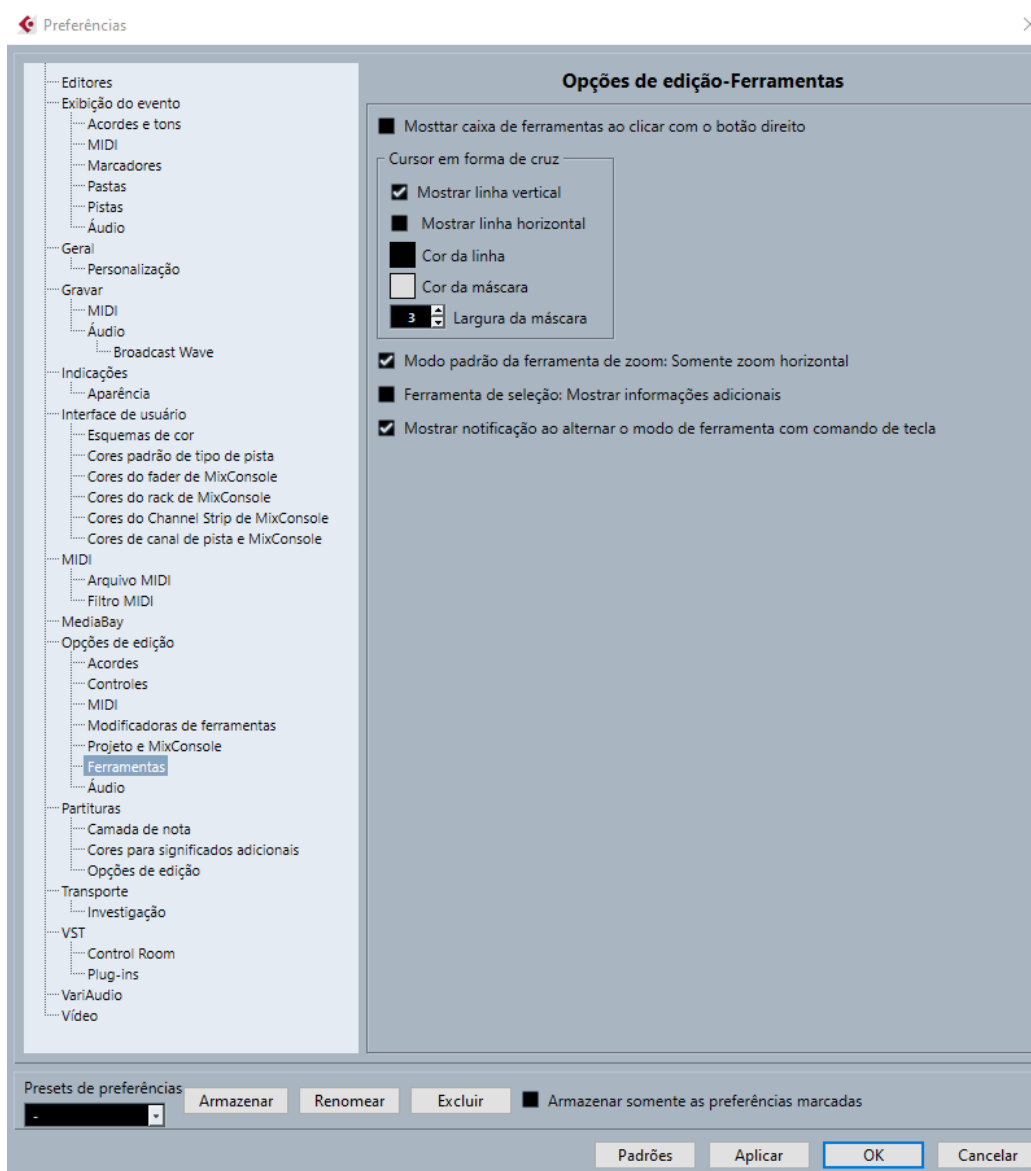 Preferências
Editores
Exibição do evento
Acordes e tons
MIDI
Marcadores
Pastas
Pistas
Áudio
Geral
Personalização
Gravar
MIDI
Áudio
Broadcast Wave
Indicações
Aparência
Interface de usuário
Esquemas de cor
Cores padrão de tipo de pista
Cores do fader de MixConsole
Cores do rack de MixConsole
Cores do Channel Strip de MixConsole
Cores de canal de pista e MixConsole
MIDI
Arquivo MIDI
Filtro MIDI
MediaBay
Opções de edição
Acordes
Controles
MIDI
Modificadoras de ferramentas
Projeto e MixConsole
Ferramentas
Áudio
Partituras
Camada de nota
Cores para significados adicionais
Opções de edição
Transporte
Investigação
VST
Control Room
Plug-ins
VariAudio
Vídeo
Opções de edição-Ferramentas
Mosttar caixa de ferramentas ao clicar com o botão direito
Cursor em forma de cruz
Mostrar linha vertical
Mostrar linha horizontal
Cor da linha
Cor da máscara
3 Largura da máscara
Modo padrão da ferramenta de zoom: Somente zoom horizontal
Ferramenta de seleção: Mostrar informações adicionais
Mostrar notificação ao alternar o modo de ferramenta com comando de tecla
Presets de preferências
-
Armazenar Renomear Excluir Armazenar somente as preferências marcadas
Padrões Aplicar OK Cancelar